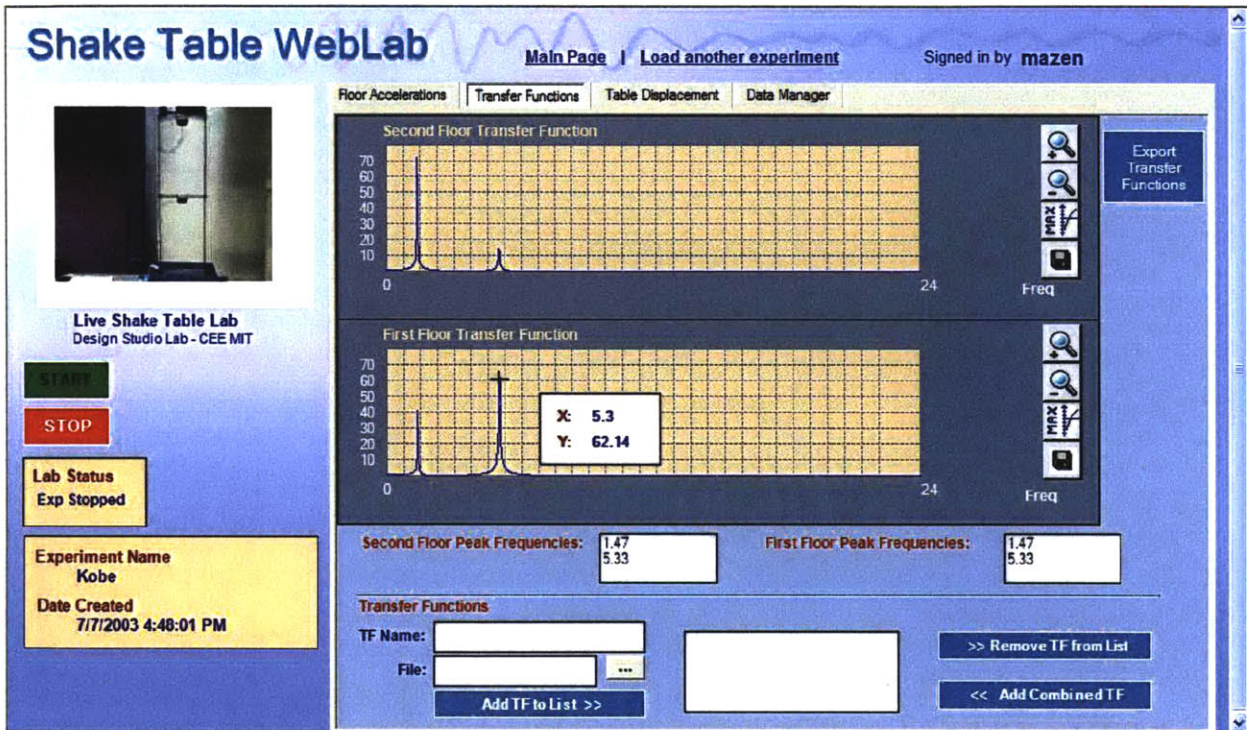 Shake Table WebLab
Main Page | Load another experiment
Signed in by mazen
Floor Accelerations
Transfer Functions
Table Displacement
Data Manager
Live Shake Table Lab
Design Studio Lab - CEE MIT
START
STOP
Lab Status
Exp Stopped
Experiment Name
Kobe
Date Created
7/7/2003 4:48:01 PM
Second Floor Transfer Function
70
60
50
40
30
20
10
0
24
Freq
MAX
Export
Transfer
Functions
First Floor Transfer Function
70
60
50
40
30
20
10
0
24
Freq
MAX
X: 5.3
Y: 62.14
Second Floor Peak Frequencies:
1.47
5.33
First Floor Peak Frequencies:
1.47
5.33
Transfer Functions
TF Name:
File:
...
Add TF to List >>
>> Remove TF from List
<< Add Combined TF